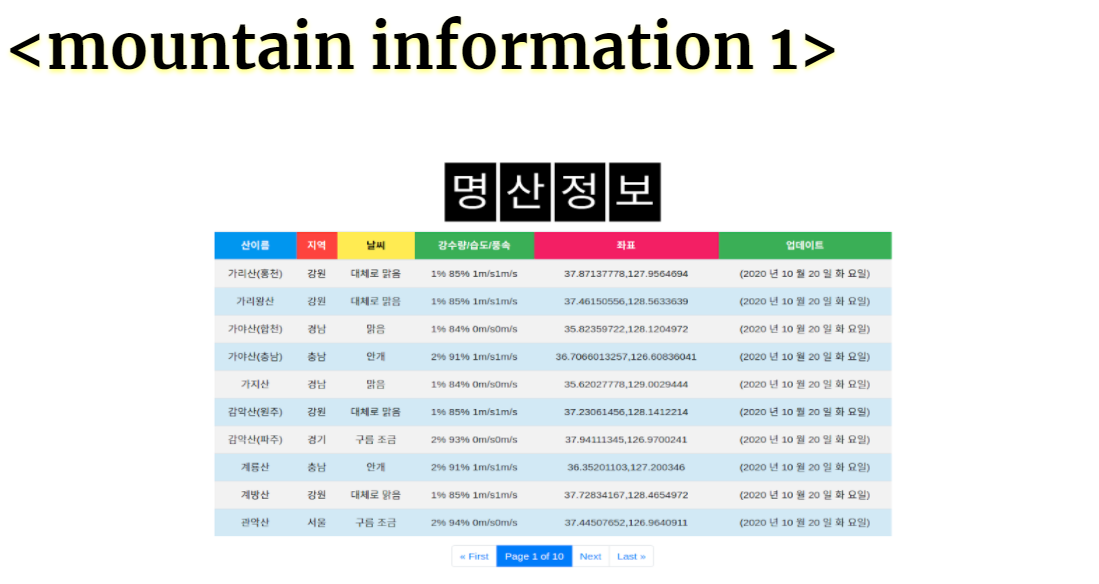 <mountain information 1>
명산정보
산이름 지역 날씨 강수량/습도/풍속 좌표 업데이트
가리산(홍천) 강원 대체로 맑음 1% 85% 1m/s1m/s 37.87137778,127.9564694 (2020 년 10 월 20 일 화 요일)
가리왕산 강원 대체로 맑음 1% 85% 1m/s1m/s 37.46150556,128.5633639 (2020 년 10 월 20 일 화 요일)
가야산(합천) 경남 맑음 1% 84% 0m/s0m/s 35.82359722,128.1204972 (2020 년 10 월 20 일 화 요일)
가야산(충남) 충남 안개 2% 91% 1m/s1m/s 36.7066013257,126.60836041 (2020 년 10 월 20 일 화 요일)
가지산 경남 맑음 1% 84% 0m/s0m/s 35.62027778,129.0029444 (2020 년 10 월 20 일 화 요일)
감악산(원주) 강원 대체로 맑음 1% 85% 1m/s1m/s 37.23061456,128.1412214 (2020 년 10 월 20 일 화 요일)
감악산(파주) 경기 구름 조금 2% 93% 0m/s0m/s 37.94111345,126.9700241 (2020 년 10 월 20 일 화 요일)
계룡산 충남 안개 2% 91% 1m/s1m/s 36.35201103,127.200346 (2020 년 10 월 20 일 화 요일)
계방산 강원 대체로 맑음 1% 85% 1m/s1m/s 37.72834167,128.4654972 (2020 년 10 월 20 일 화 요일)
관악산 서울 구름 조금 2% 94% 0m/s0m/s 37.44507652,126.9640911 (2020 년 10 월 20 일 화 요일)
« First Page 1 of 10 Next Last »